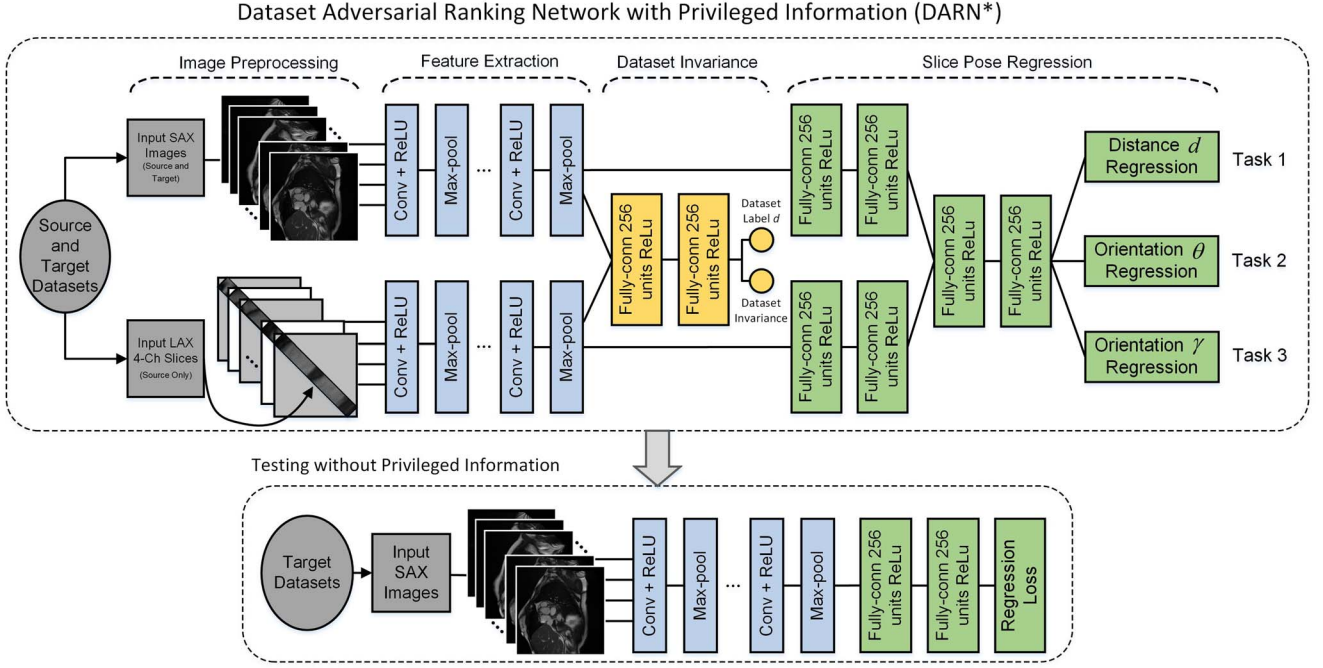 Dataset Adversarial Ranking Network with Privileged Information (DARN*)
Image Preprocessing
Feature Extraction
Dataset Invariance
Slice Pose Regression
Source
and
Target
Datasets
Input SAX
Images
(Source and
Target)
Input LAX
4-Ch Slices
(Source Only)
Conv + ReLU
Max-pool
...
Conv + ReLU
Max-pool
Conv + ReLU
Max-pool
...
Conv + ReLU
Max-pool
Fully-conn 256
units ReLu
Fully-conn 256
units ReLu
Dataset
Label d
Dataset
Invariance
Fully-conn 256
units ReLu
Fully-conn 256
units ReLu
Fully-conn 256
units ReLu
Fully-conn 256
units ReLu
Fully-conn 256
units ReLu
Fully-conn 256
units ReLu
Distance d
Regression
Task 1
Orientation θ
Regression
Task 2
Orientation γ
Regression
Task 3
Testing without Privileged Information
Target
Datasets
Input
SAX
Images
Conv + ReLU
Max-pool
...
Conv + ReLU
Max-pool
Fully-conn 256
units ReLu
Fully-conn 256
units ReLu
Regression
Loss